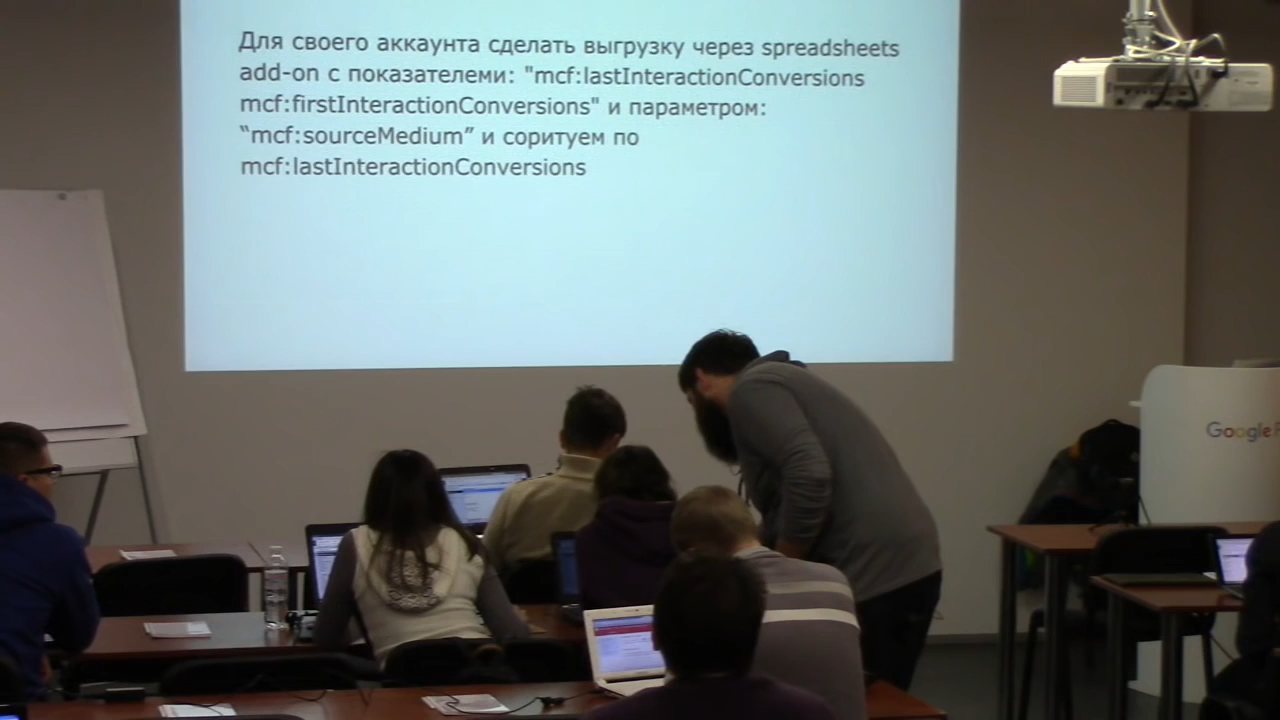 Для своего аккаунта сделать выгрузку через spreadsheets
add-on с показателеми: "mcf:lastInteractionConversions
mcf:firstInteractionConversions" и параметром:
“mcf:sourceMedium” и соритуем по
mcf:lastInteractionConversions
Google